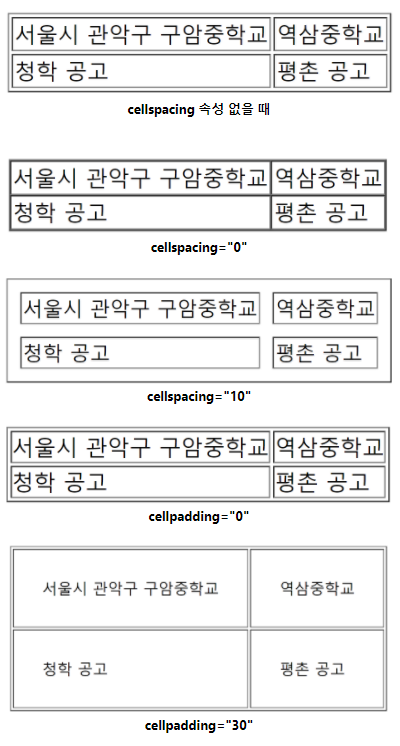 서울시 관악구 구암중학교 역삼중학교
청학 공고 평촌 공고
cellspacing 속성 없을 때
서울시 관악구 구암중학교 역삼중학교
청학 공고 평촌 공고
cellspacing="0"
서울시 관악구 구암중학교 역삼중학교
청학 공고 평촌 공고
cellspacing="10"
서울시 관악구 구암중학교 역삼중학교
청학 공고 평촌 공고
cellpadding="0"
서울시 관악구 구암중학교 역삼중학교
청학 공고 평촌 공고
cellpadding="30"